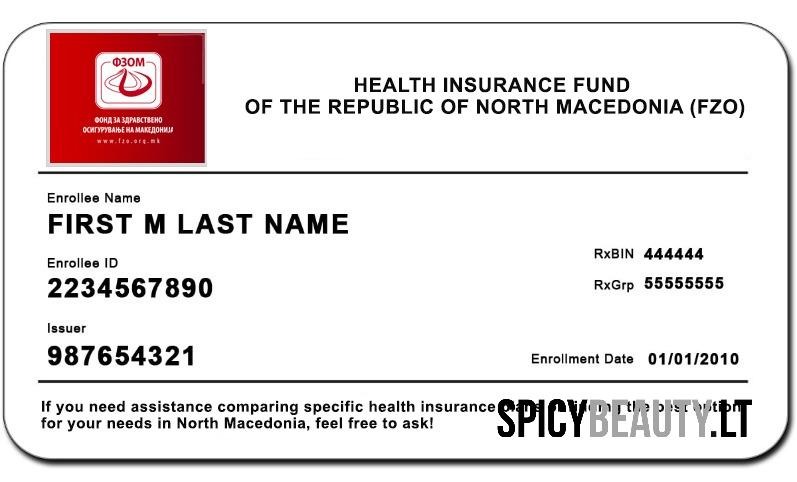 ФЗОМ
ФОНД ЗА ЗДРАВСТВЕНО
ОСИГУРУВАЊЕ НА МАКЕДОНИЈА
www.fzo.org.mk
HEALTH INSURANCE FUND
OF THE REPUBLIC OF NORTH MACEDONIA (FZO)
Enrollee Name
FIRST M LAST NAME
Enrollee ID
2234567890
RxBIN 444444
RxGrp 55555555
Issuer
987654321
Enrollment Date 01/01/2010
If you need assistance comparing specific health insurance the best option
for your needs in North Macedonia, feel free to ask!
SPICYBEAUTY.LT